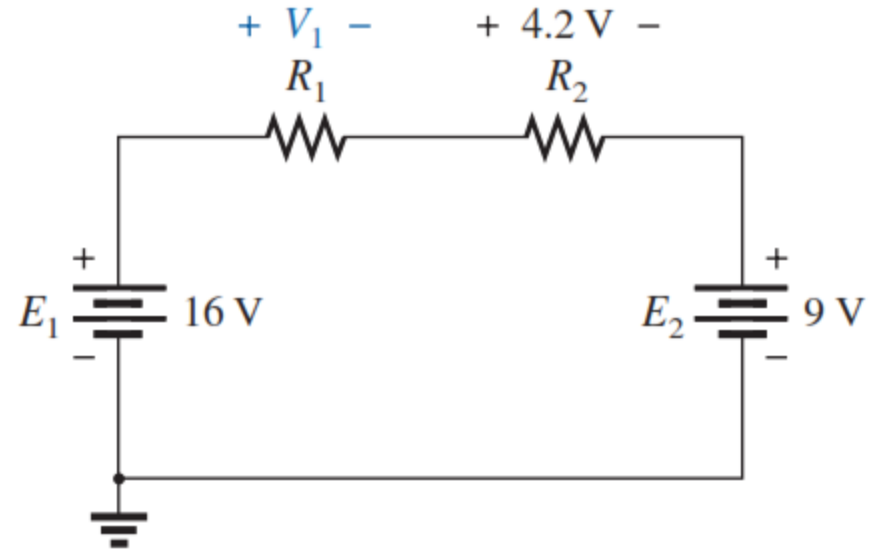 + V₁ − + 4.2 V −
R₁ R₂
+ +
E₁ 16 V E₂ 9 V
− −